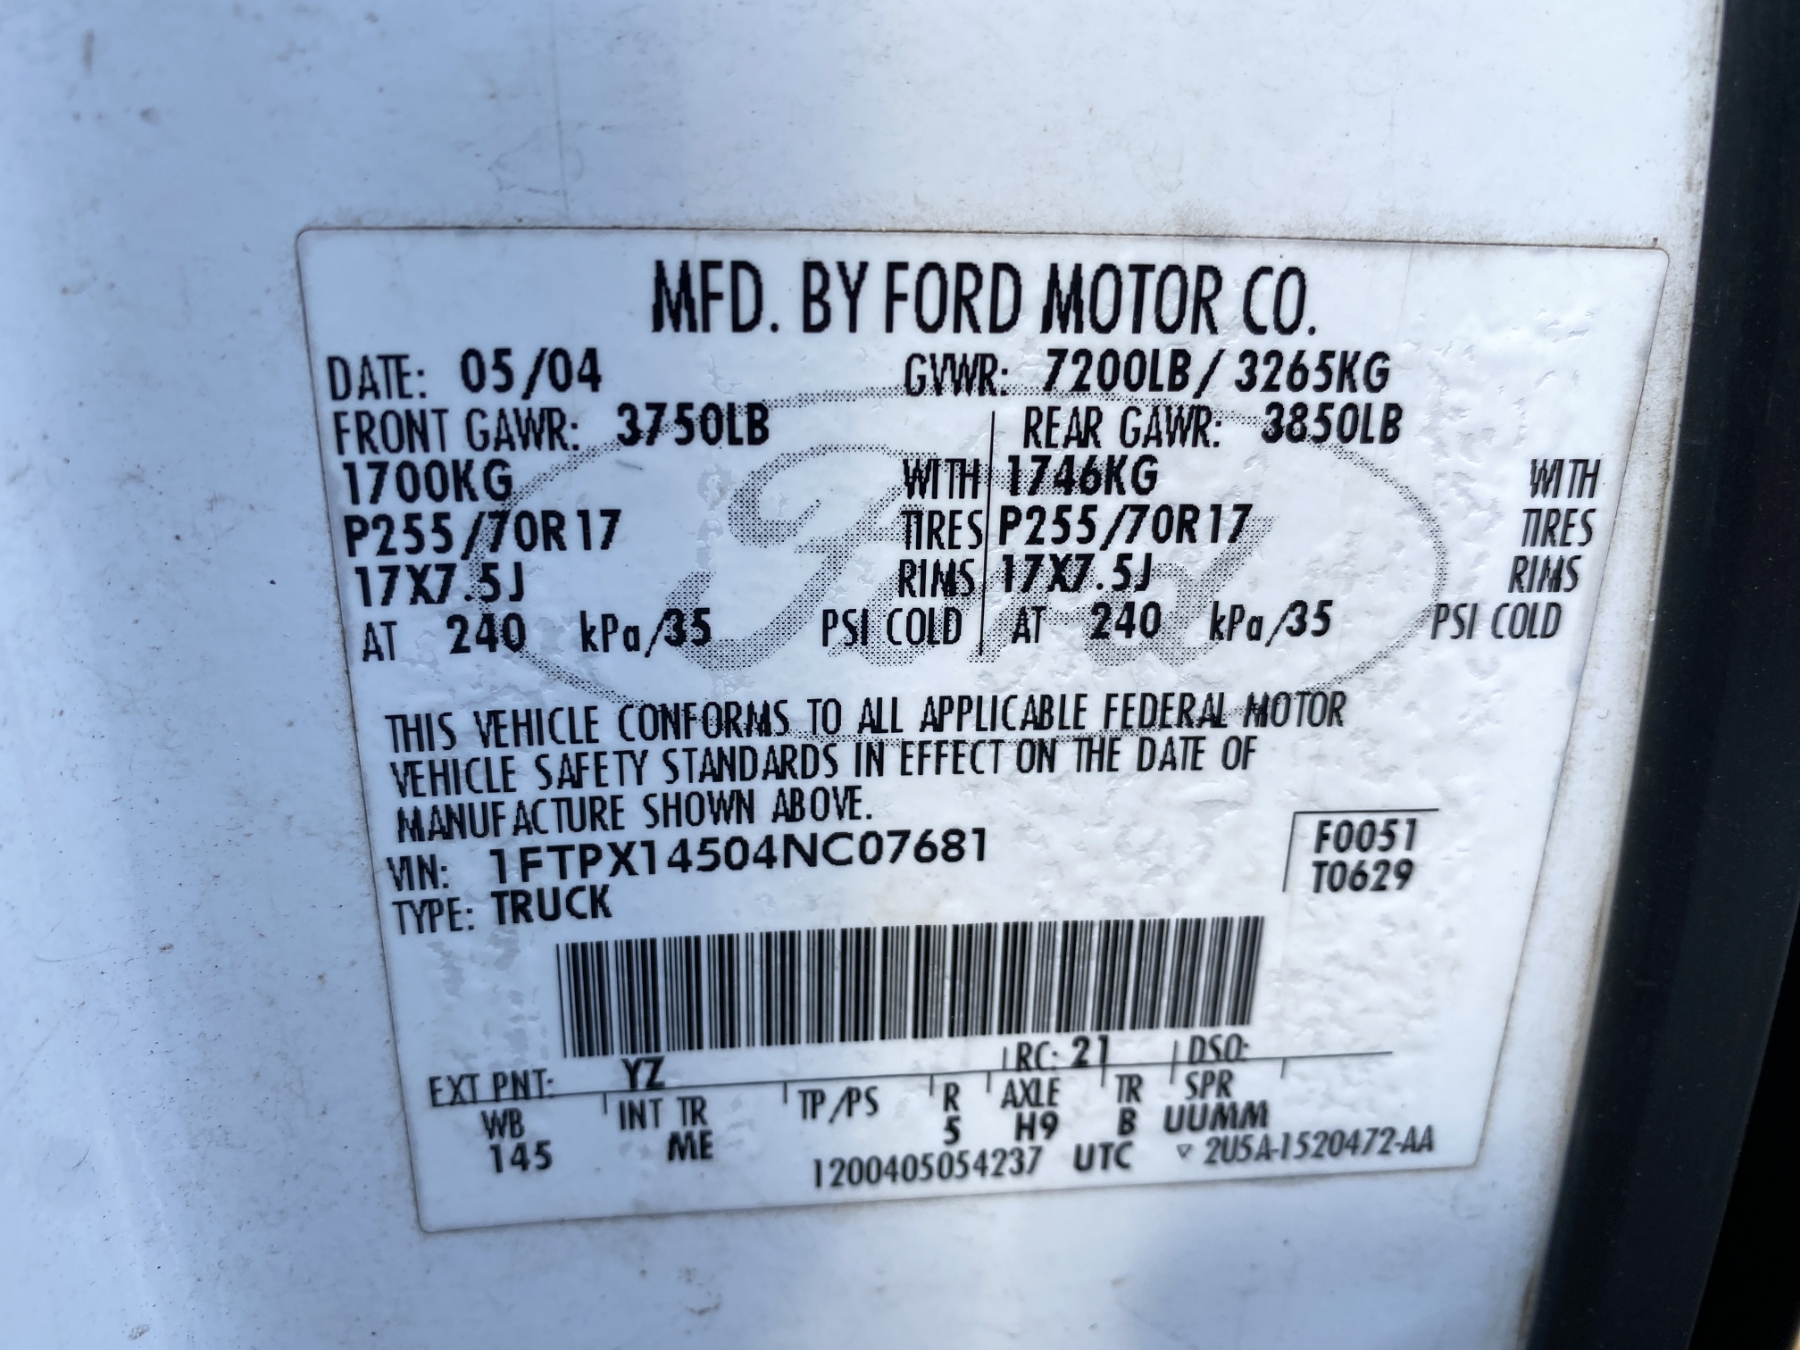 MFD. BY FORD MOTOR CO.
DATE: 05/04 GVWR: 7200LB/ 3265KG
FRONT GAWR: 3750LB REAR GAWR: 3850LB
1700KG WITH 1746KG WITH
P255/70R17 TIRES P255/70R17 TIRES
17X7.5J RIMS 17X7.5J RIMS
AT 240 kPa/35 PSI COLD AT 240 kPa/35 PSI COLD
Ford
THIS VEHICLE CONFORMS TO ALL APPLICABLE FEDERAL MOTOR
VEHICLE SAFETY STANDARDS IN EFFECT ON THE DATE OF
MANUFACTURE SHOWN ABOVE.
VIN: 1FTPX14504NC07681 F0051
TYPE: TRUCK T0629
EXT PNT: YZ RC: 21 DSO:
WB INT TR TP/PS R AXLE TR SPR
145 ME 5 H9 B UUMM
1200405054237 UTC ▽ 2U5A-1520472-AA